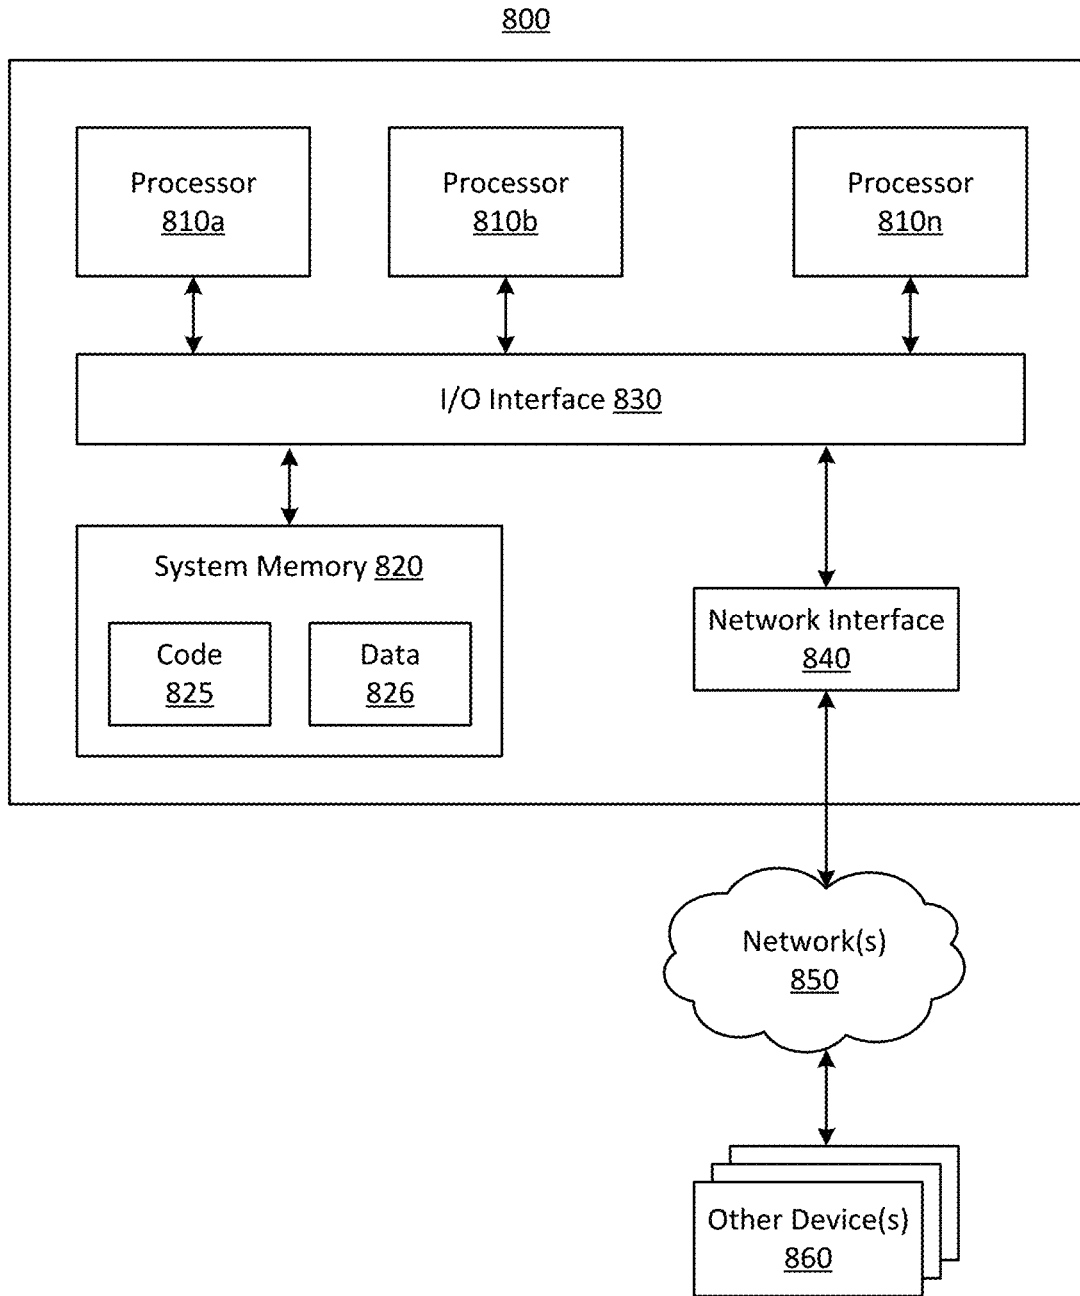 800
Processor
810a
Processor
810b
Processor
810n
I/O Interface 830
System Memory 820
Code
825
Data
826
Network Interface
840
Network(s)
850
Other Device(s)
860